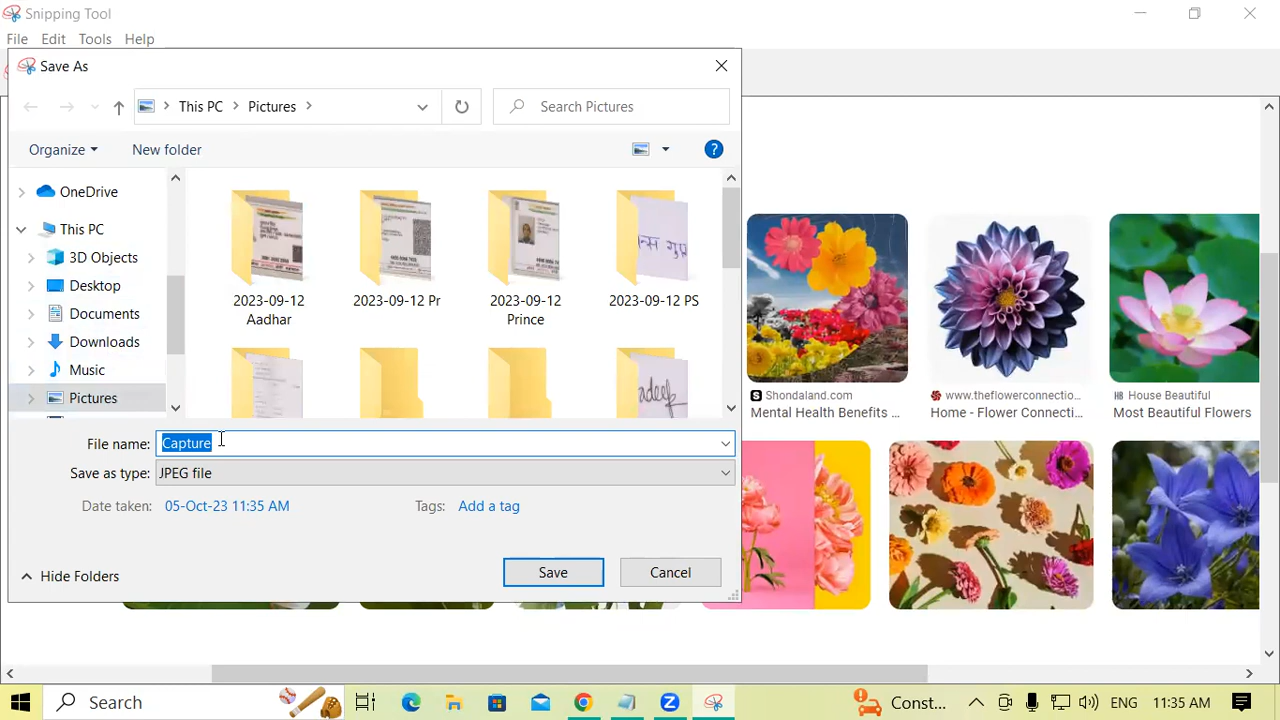 Snipping Tool
File Edit Tools Help
Save As
This PC Pictures
Search Pictures
Organize New folder
OneDrive
This PC
3D Objects
Desktop
Documents
Downloads
Music
Pictures
2023-09-12 Aadhar
2023-09-12 Pr
2023-09-12 Prince
2023-09-12 PS
File name: Capture
Save as type: JPEG file
Date taken: 05-Oct-23 11:35 AM Tags: Add a tag
Hide Folders
Save Cancel
S Shondaland.com
Mental Health Benefits ...
www.theflowerconnectio...
Home - Flower Connecti...
HB House Beautiful
Most Beautiful Flowers
Search
Const...
ENG
11:35 AM